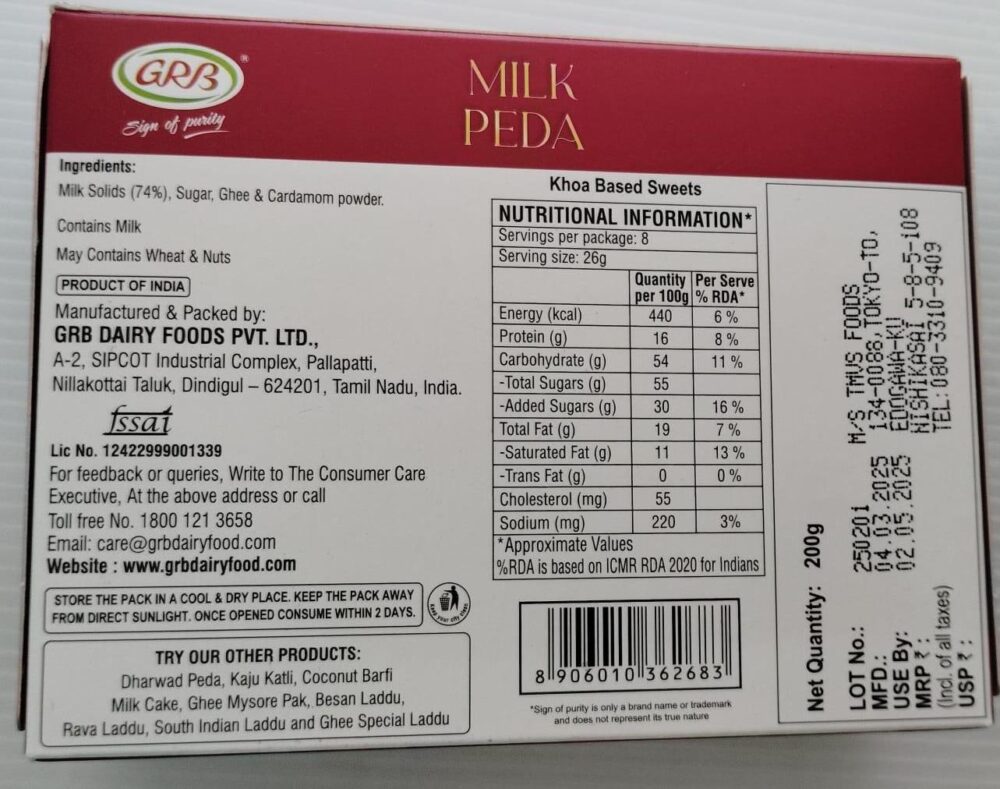 GRB®
Sign of purity
MILK
PEDA
Ingredients:
Milk Solids (74%), Sugar, Ghee & Cardamom powder.
Contains Milk
May Contains Wheat & Nuts
PRODUCT OF INDIA
Manufactured & Packed by:
GRB DAIRY FOODS PVT. LTD.,
A-2, SIPCOT Industrial Complex, Pallapatti,
Nillakottai Taluk, Dindigul – 624201, Tamil Nadu, India.
fssai
Lic No. 12422999001339
For feedback or queries, Write to The Consumer Care
Executive, At the above address or call
Toll free No. 1800 121 3658
Email: care@grbdairyfood.com
Website : www.grbdairyfood.com
STORE THE PACK IN A COOL & DRY PLACE. KEEP THE PACK AWAY
FROM DIRECT SUNLIGHT. ONCE OPENED CONSUME WITHIN 2 DAYS.
TRY OUR OTHER PRODUCTS:
Dharwad Peda, Kaju Katli, Coconut Barfi
Milk Cake, Ghee Mysore Pak, Besan Laddu,
Rava Laddu, South Indian Laddu and Ghee Special Laddu
Khoa Based Sweets
NUTRITIONAL INFORMATION*
Servings per package: 8
Serving size: 26g
Quantity per 100g Per Serve % RDA*
Energy (kcal) 440 6 %
Protein (g) 16 8 %
Carbohydrate (g) 54 11 %
-Total Sugars (g) 55
-Added Sugars (g) 30 16 %
Total Fat (g) 19 7 %
-Saturated Fat (g) 11 13 %
-Trans Fat (g) 0 0 %
Cholesterol (mg) 55
Sodium (mg) 220 3%
*Approximate Values
%RDA is based on ICMR RDA 2020 for Indians
8 906010 362683
*Sign of purity is only a brand name or trademark
and does not represent its true nature
Net Quantity: 200g
LOT No.: 250201
MFD.: 04.03.2025
USE By: 02.05.2025
MRP ₹ :
(Incl. of all taxes)
USP ₹ :
M/S TMVS FOODS
134-0088, TOKYO-TO,
EDOGAWA-KU
NISHIKASAI 5-8-5-108
TEL:080-3310-9409